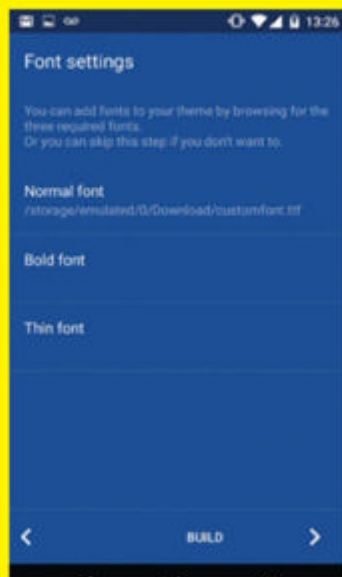 13:26
Font settings
You can add fonts to your theme by browsing for the
three required fonts.
Or you can skip this step if you don't want to.
Normal font
/storage/emulated/0/Download/customfont.ttf
Bold font
Thin font
BUILD